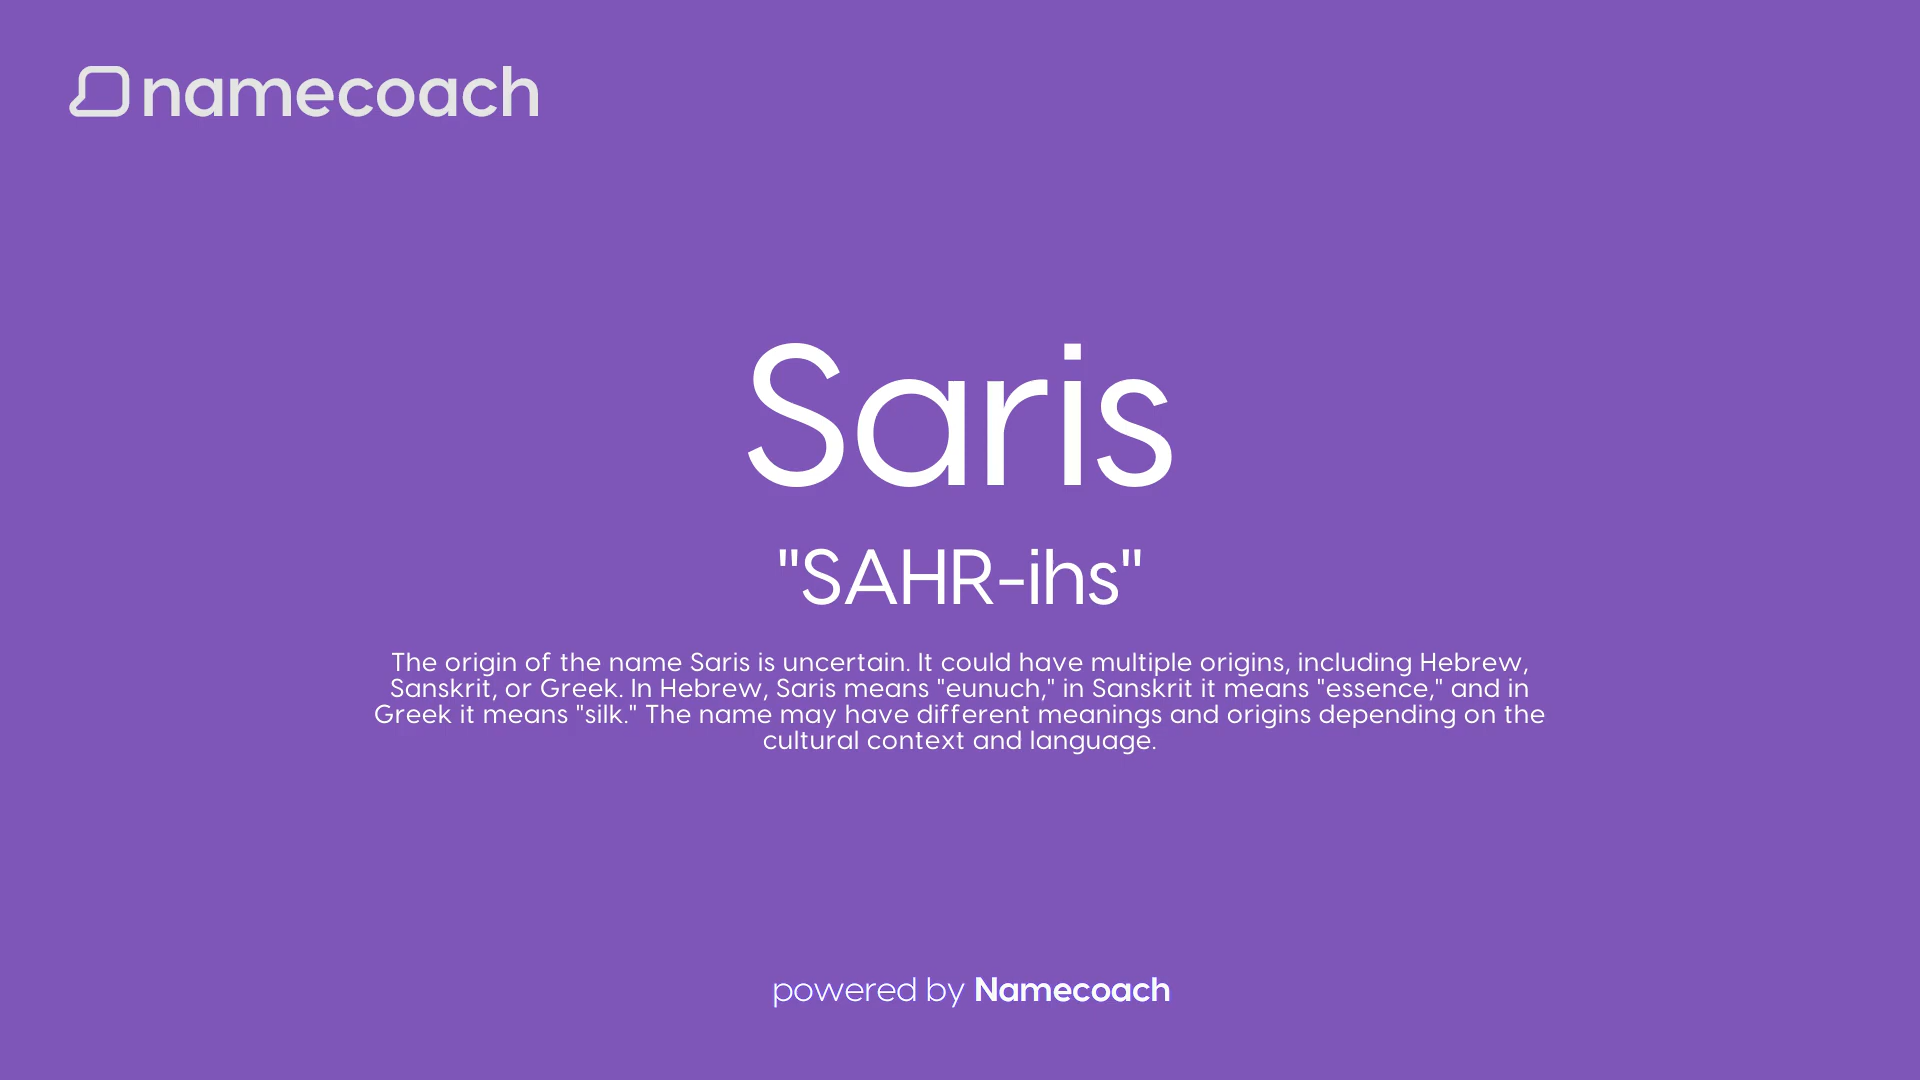 namecoach
Saris
"SAHR-ihs"
The origin of the name Saris is uncertain. It could have multiple origins, including Hebrew,
Sanskrit, or Greek. In Hebrew, Saris means "eunuch," in Sanskrit it means "essence," and in
Greek it means "silk." The name may have different meanings and origins depending on the
cultural context and language.
powered by Namecoach